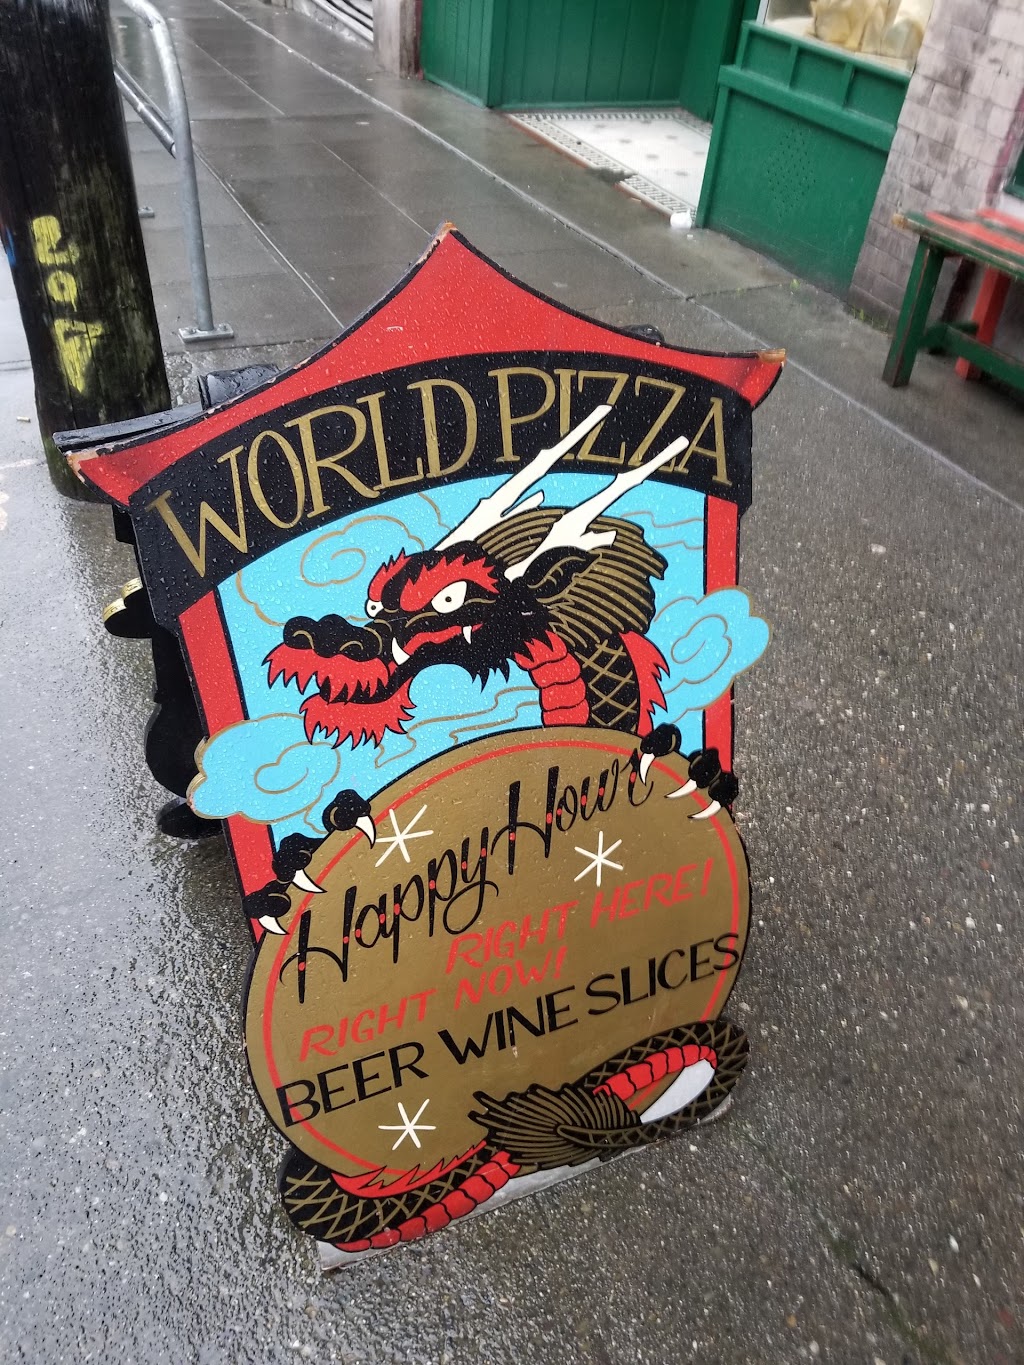 WORLD PIZZA
Happy Hour
RIGHT HERE!
RIGHT NOW!
BEER WINE SLICES